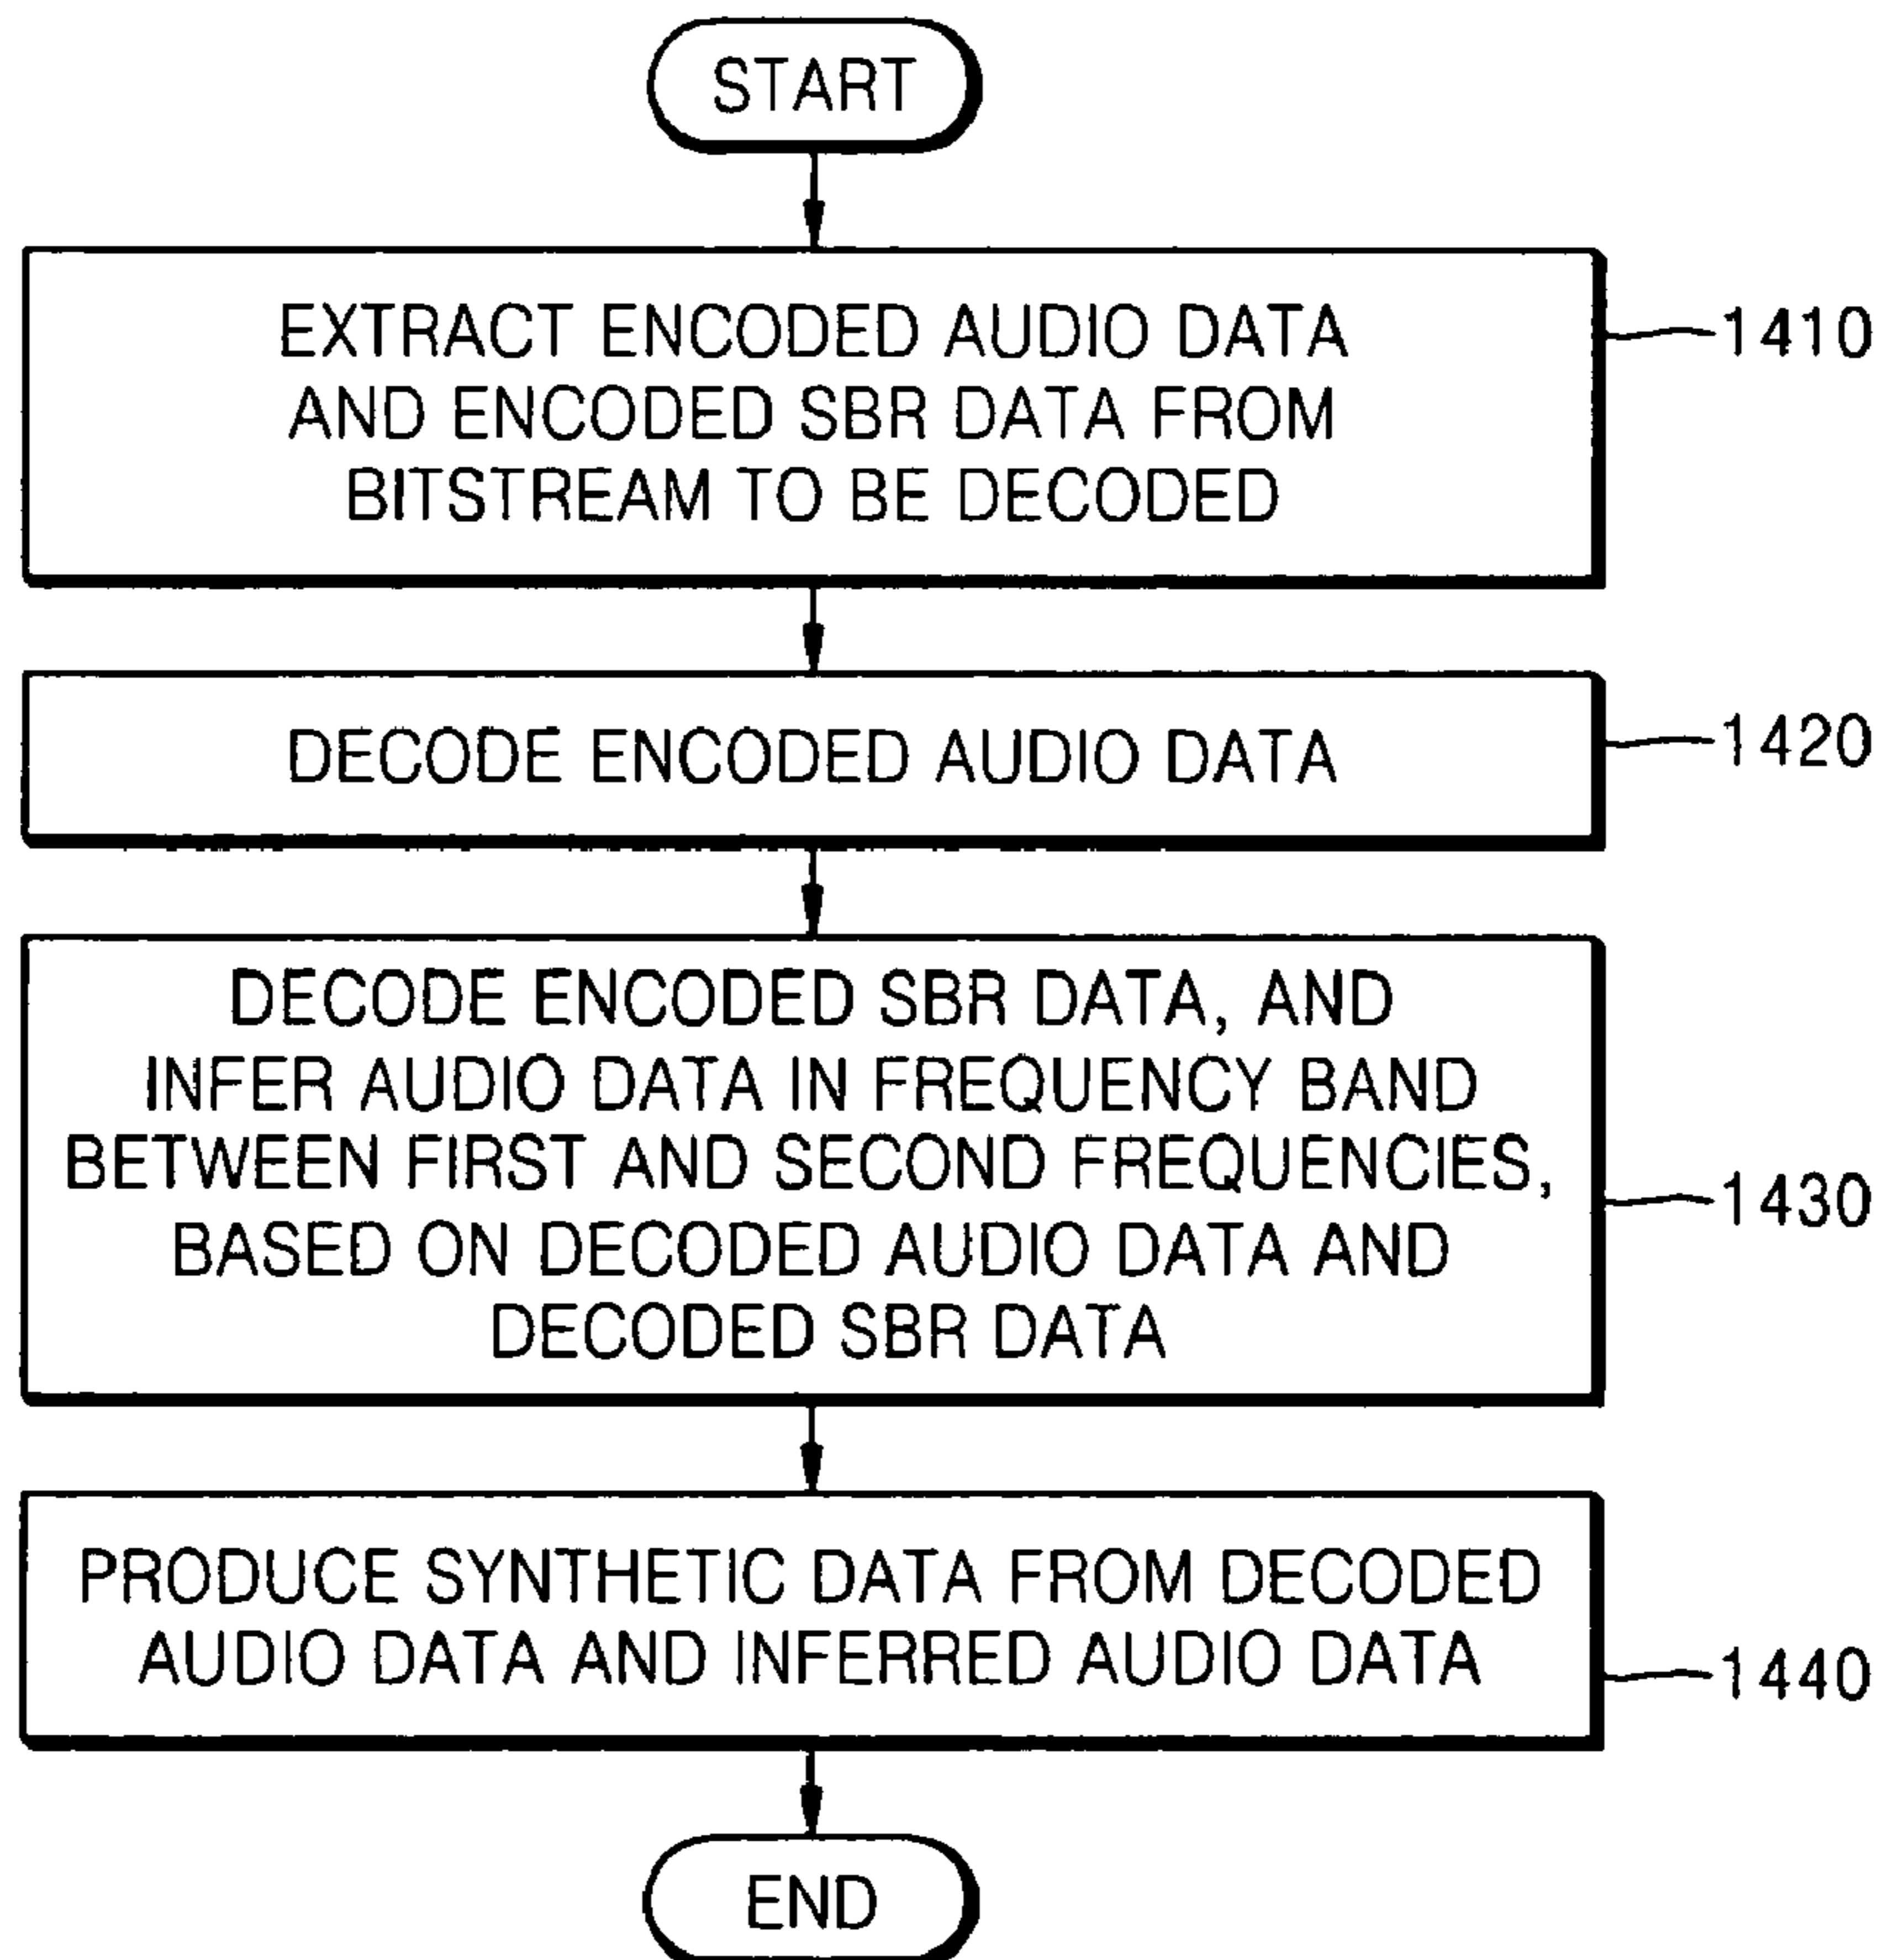 START
EXTRACT ENCODED AUDIO DATA
AND ENCODED SBR DATA FROM
BITSTREAM TO BE DECODED
1410
DECODE ENCODED AUDIO DATA
1420
DECODE ENCODED SBR DATA, AND
INFER AUDIO DATA IN FREQUENCY BAND
BETWEEN FIRST AND SECOND FREQUENCIES,
BASED ON DECODED AUDIO DATA AND
DECODED SBR DATA
1430
PRODUCE SYNTHETIC DATA FROM DECODED
AUDIO DATA AND INFERRED AUDIO DATA
1440
END